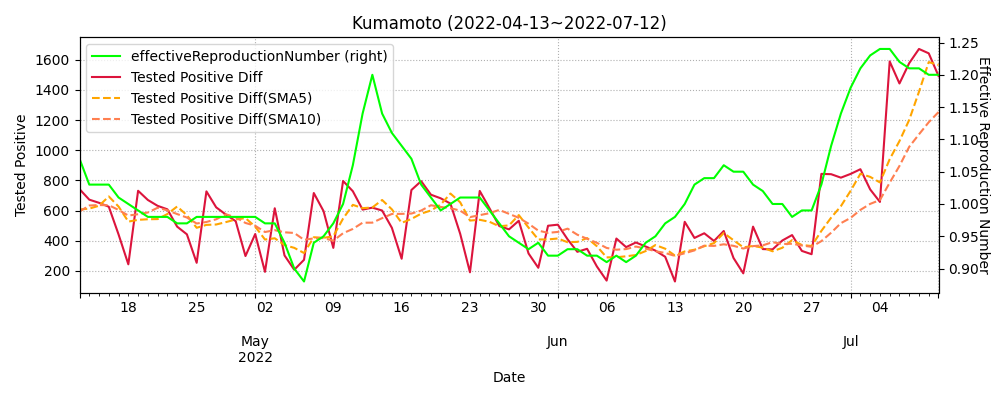 Kumamoto (2022-04-13~2022-07-12)
effectiveReproductionNumber (right)
Tested Positive Diff
Tested Positive Diff(SMA5)
Tested Positive Diff(SMA10)
Tested Positive
1600
1400
1200
1000
800
600
400
200
1.25
1.20
1.15
1.10
1.05
1.00
0.95
0.90
Effective Reproduction Number
18 25 02 09 16 23 30 06 13 20 27 04
May Jun Jul
2022
Date